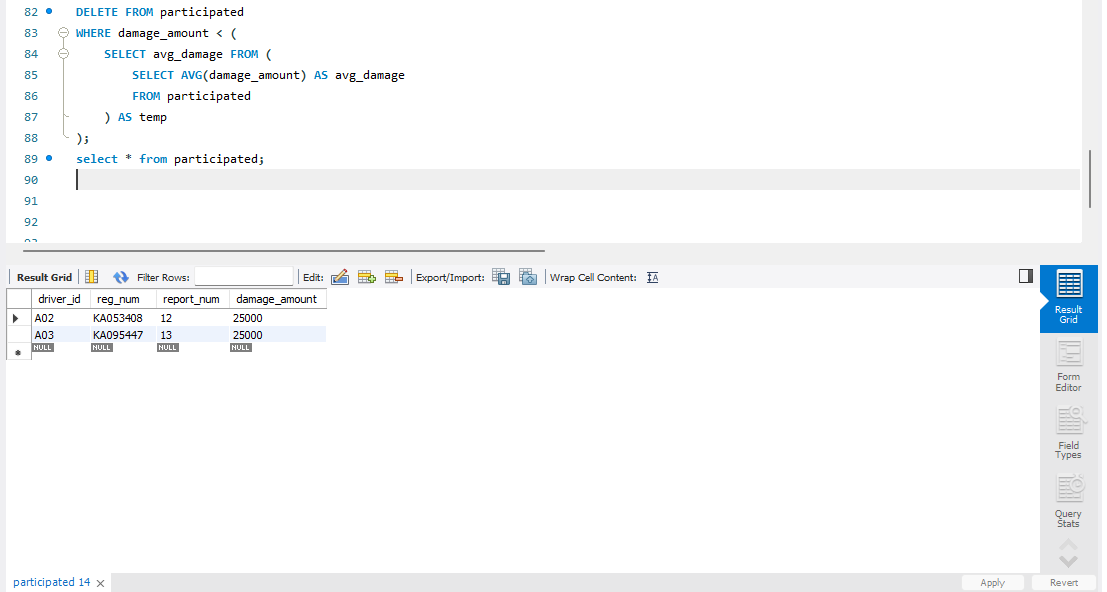 82 DELETE FROM participated
83 WHERE damage_amount < (
84 SELECT avg_damage FROM (
85 SELECT AVG(damage_amount) AS avg_damage
86 FROM participated
87 ) AS temp
88 );
89 select * from participated;
90
91
92
Result Grid Filter Rows: Edit: Export/Import: Wrap Cell Content:
driver_id reg_num report_num damage_amount
A02 KA053408 12 25000
A03 KA095447 13 25000
NULL NULL NULL NULL
Result
Grid
Form
Editor
Field
Types
Query
Stats
participated 14
Apply Revert